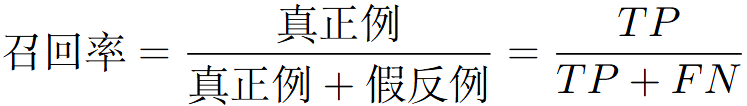 召回率 = 真正例 / (真正例 + 假反例) = TP / (TP + FN)